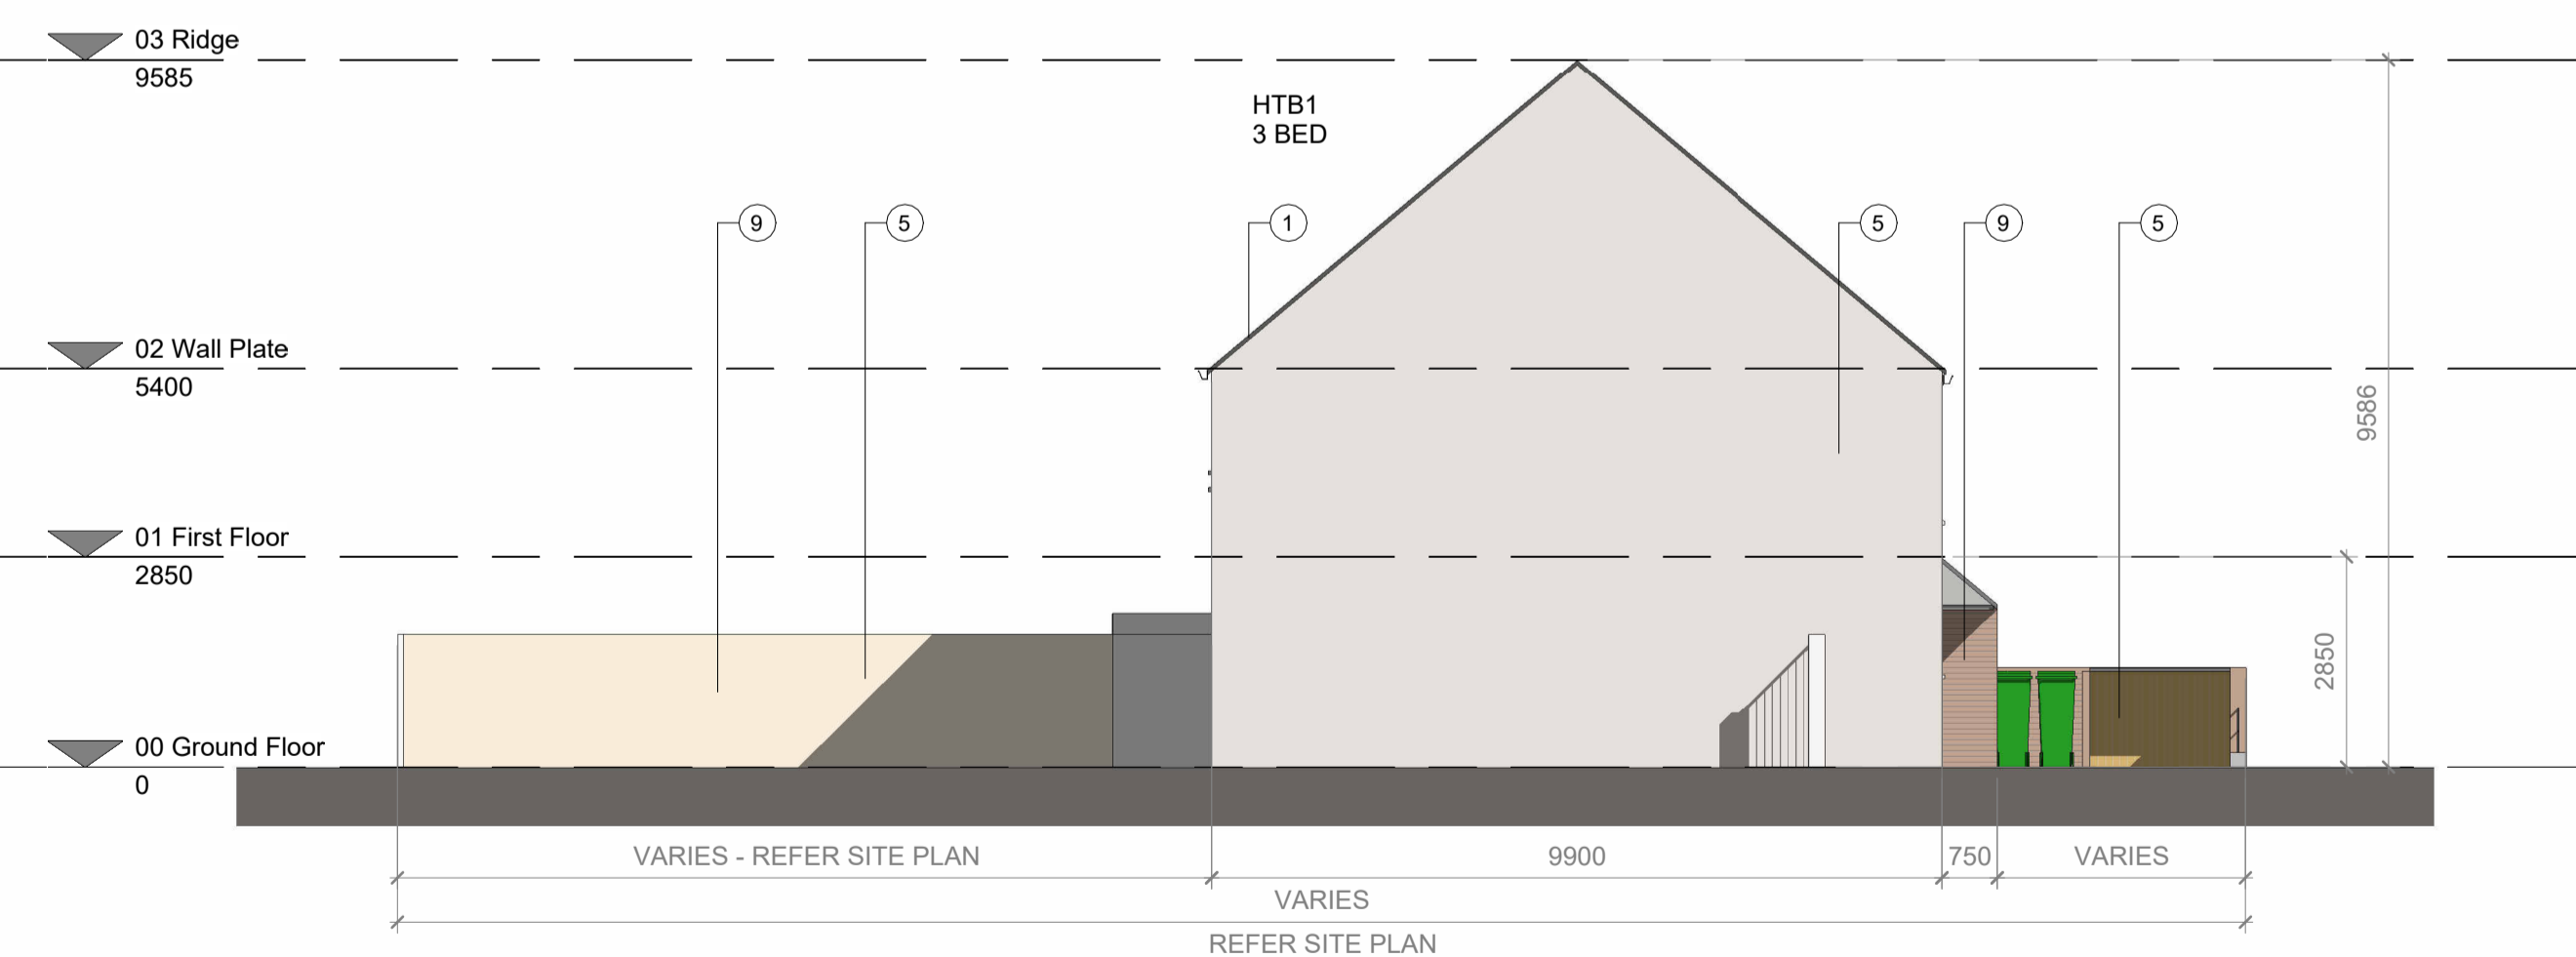 03 Ridge
9585
HTB1
3 BED
9
5
1
5
9
5
02 Wall Plate
5400
9586
01 First Floor
2850
2850
00 Ground Floor
0
VARIES - REFER SITE PLAN
9900
750
VARIES
VARIES
REFER SITE PLAN